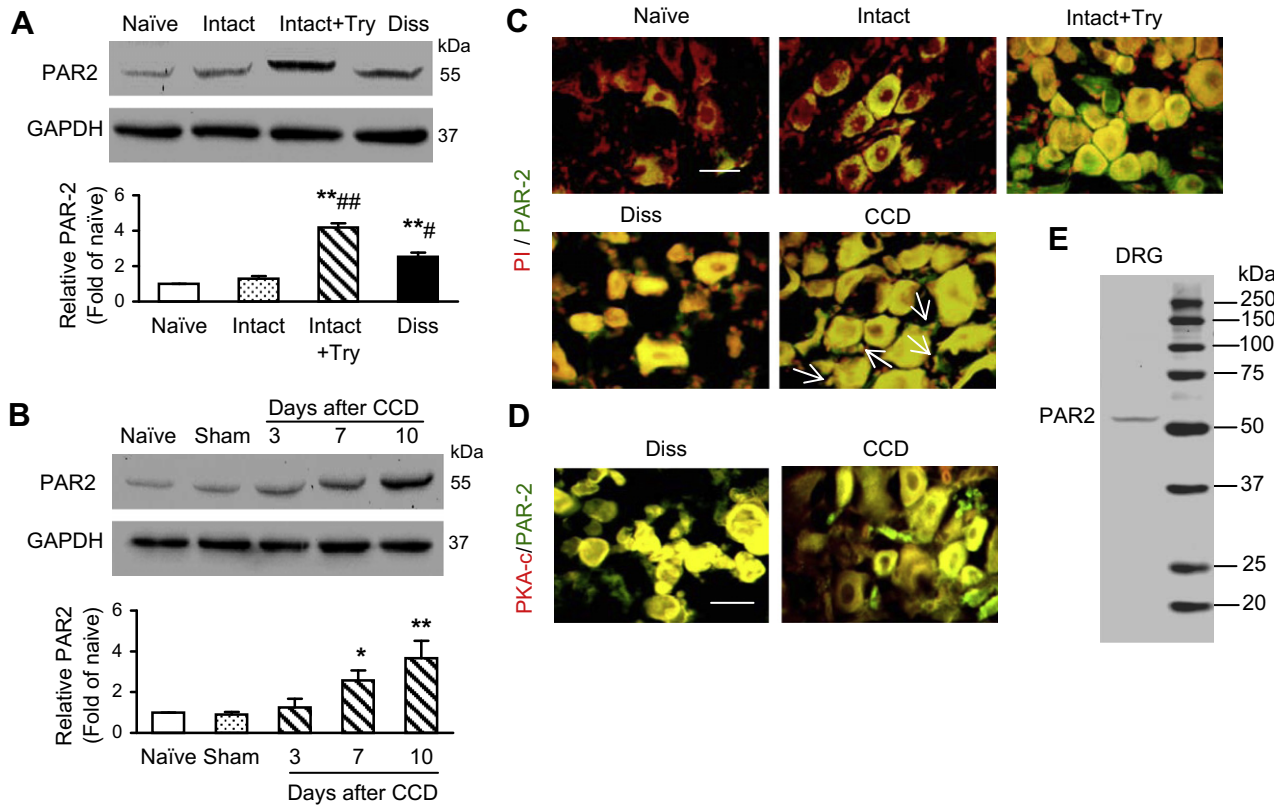 A
Naïve Intact Intact+Try Diss
kDa
PAR2
55
GAPDH
37
Relative PAR-2
(Fold of naïve)
6
4
2
0
**##
**#
Naïve Intact Intact Diss
+Try
B
Days after CCD
Naïve Sham 3 7 10
kDa
PAR2
55
GAPDH
37
Relative PAR2
(Fold of naive)
6
4
2
0
*
**
Naïve Sham 3 7 10
Days after CCD
C
Naïve Intact Intact+Try
PI / PAR-2
Diss CCD
D
Diss CCD
PKA-c/PAR-2
E
DRG
kDa
250
150
100
75
PAR2
50
37
25
20